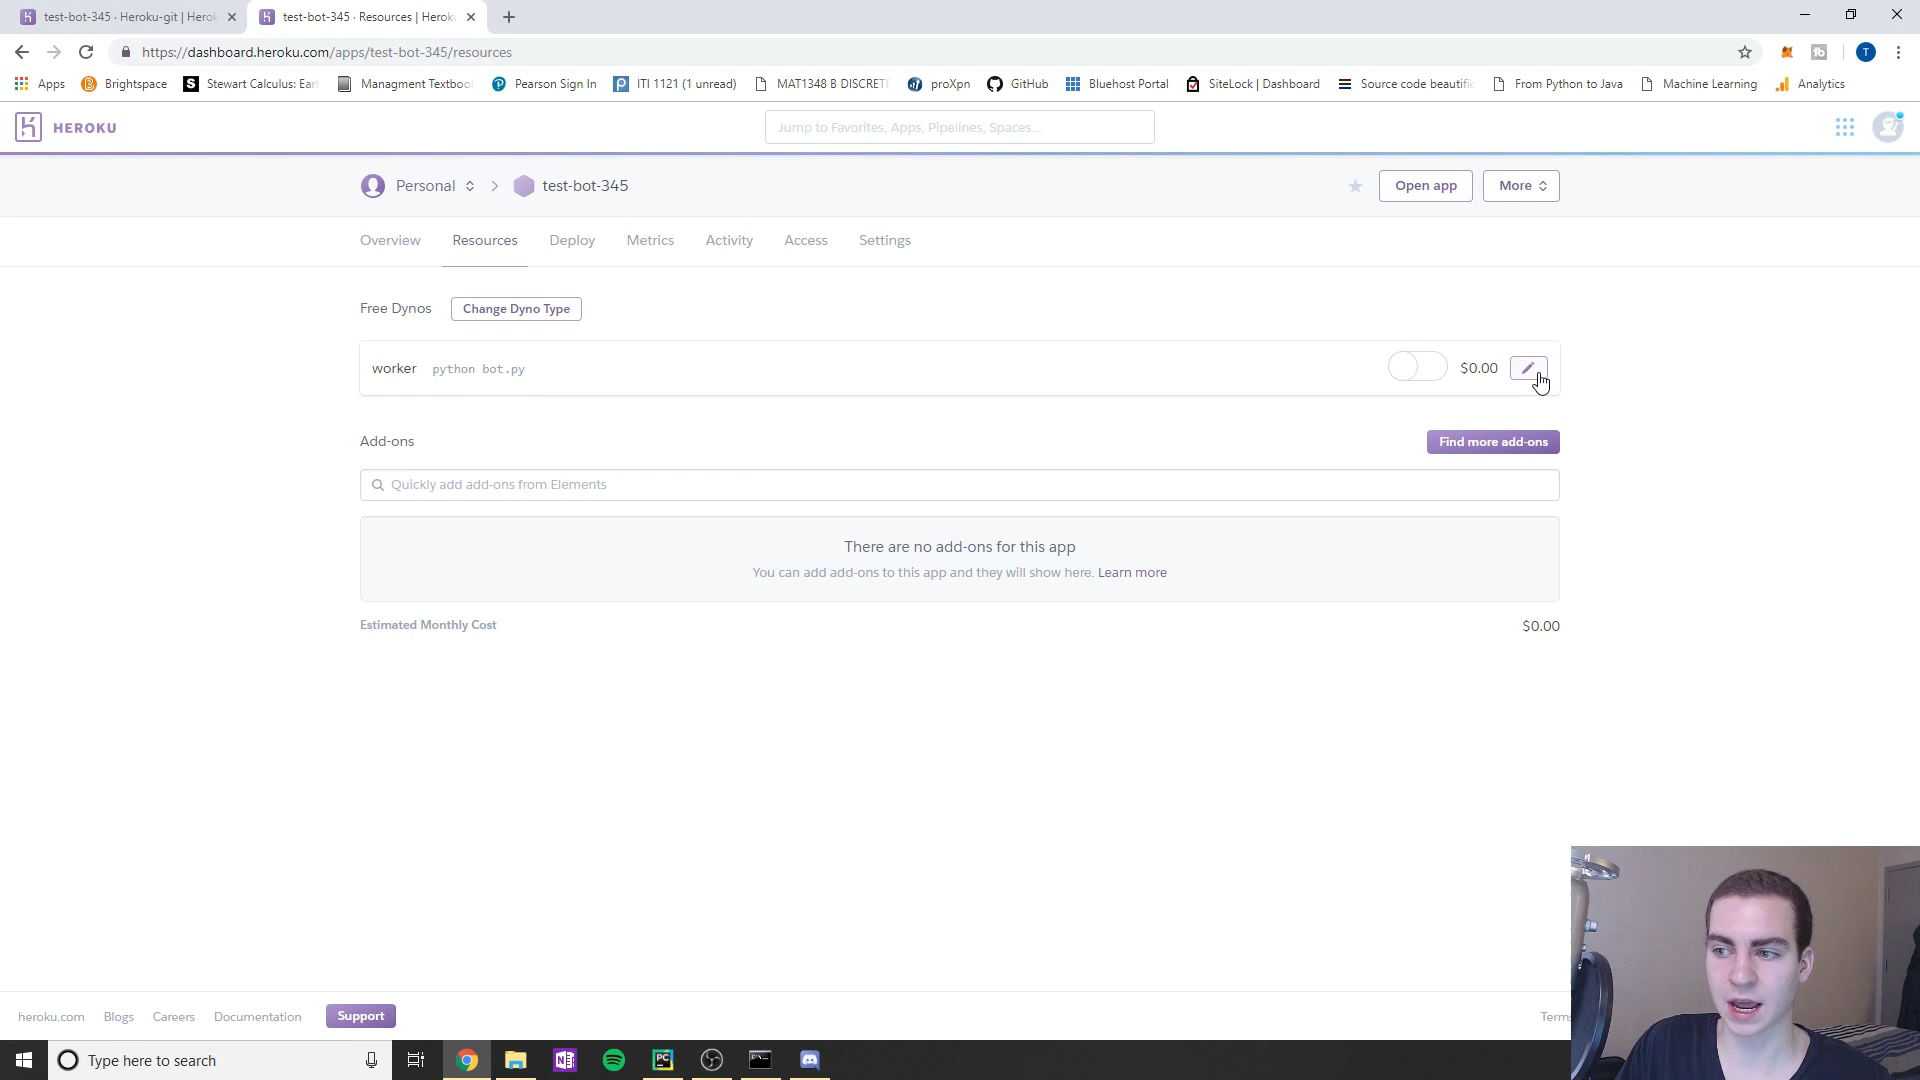 test-bot-345 · Heroku-git | Herok
test-bot-345 · Resources | Heroku
https://dashboard.heroku.com/apps/test-bot-345/resources
T
Apps
Brightspace
Stewart Calculus: Earl
Managment Textbook
Pearson Sign In
ITI 1121 (1 unread)
MAT1348 B DISCRETE
proXpn
GitHub
Bluehost Portal
SiteLock | Dashboard
Source code beautifie
From Python to Java
Machine Learning
Analytics
HEROKU
Jump to Favorites, Apps, Pipelines, Spaces...
Personal
test-bot-345
Open app
More
Overview
Resources
Deploy
Metrics
Activity
Access
Settings
Free Dynos
Change Dyno Type
worker python bot.py
$0.00
Add-ons
Find more add-ons
Quickly add add-ons from Elements
There are no add-ons for this app
You can add add-ons to this app and they will show here. Learn more
Estimated Monthly Cost
$0.00
heroku.com
Blogs
Careers
Documentation
Support
Terms
Type here to search